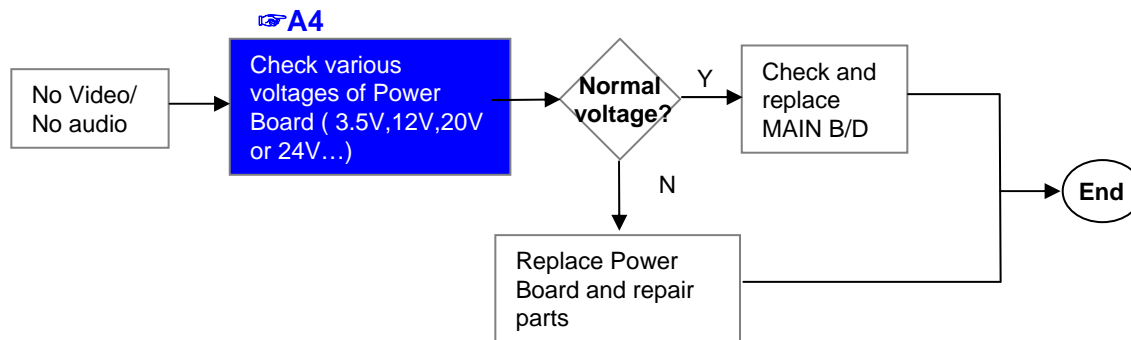 ☞A4
No Video/
No audio
Check various
voltages of Power
Board ( 3.5V,12V,20V
or 24V…)
Normal
voltage?
Y
Check and
replace
MAIN B/D
N
Replace Power
Board and repair
parts
End